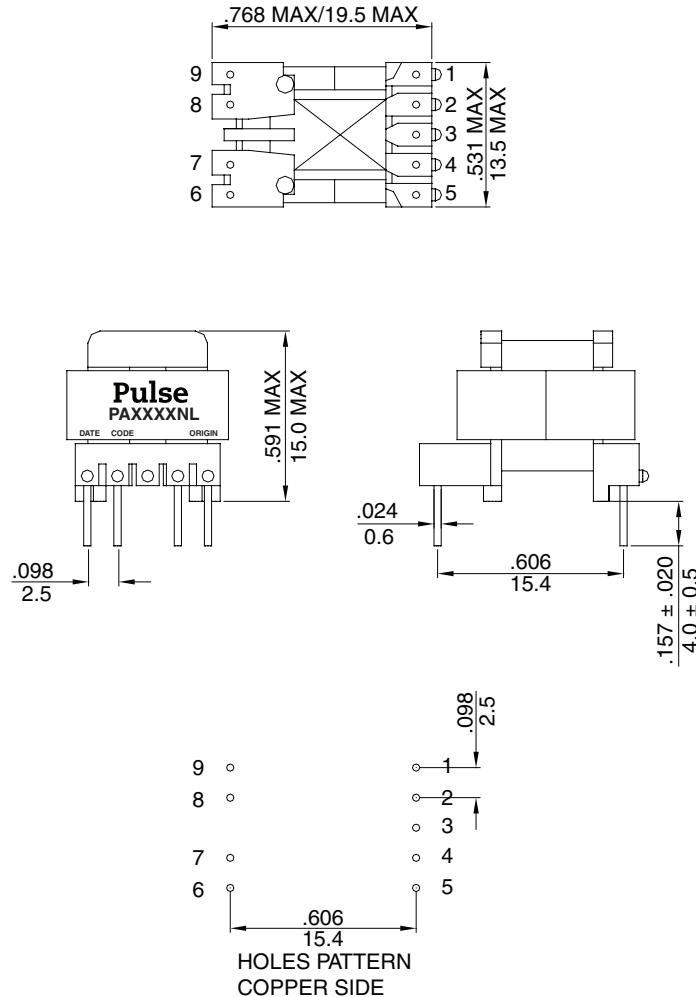 .768 MAX/19.5 MAX
9
8
7
6
1
2
3
4
5
.531 MAX
13.5 MAX
Pulse
PAXXXXNL
DATE CODE ORIGIN
.591 MAX
15.0 MAX
.098
2.5
.024
0.6
.606
15.4
.157 ± .020
4.0 ± 0.5
.098
2.5
9
8
7
6
1
2
3
4
5
.606
15.4
HOLES PATTERN
COPPER SIDE